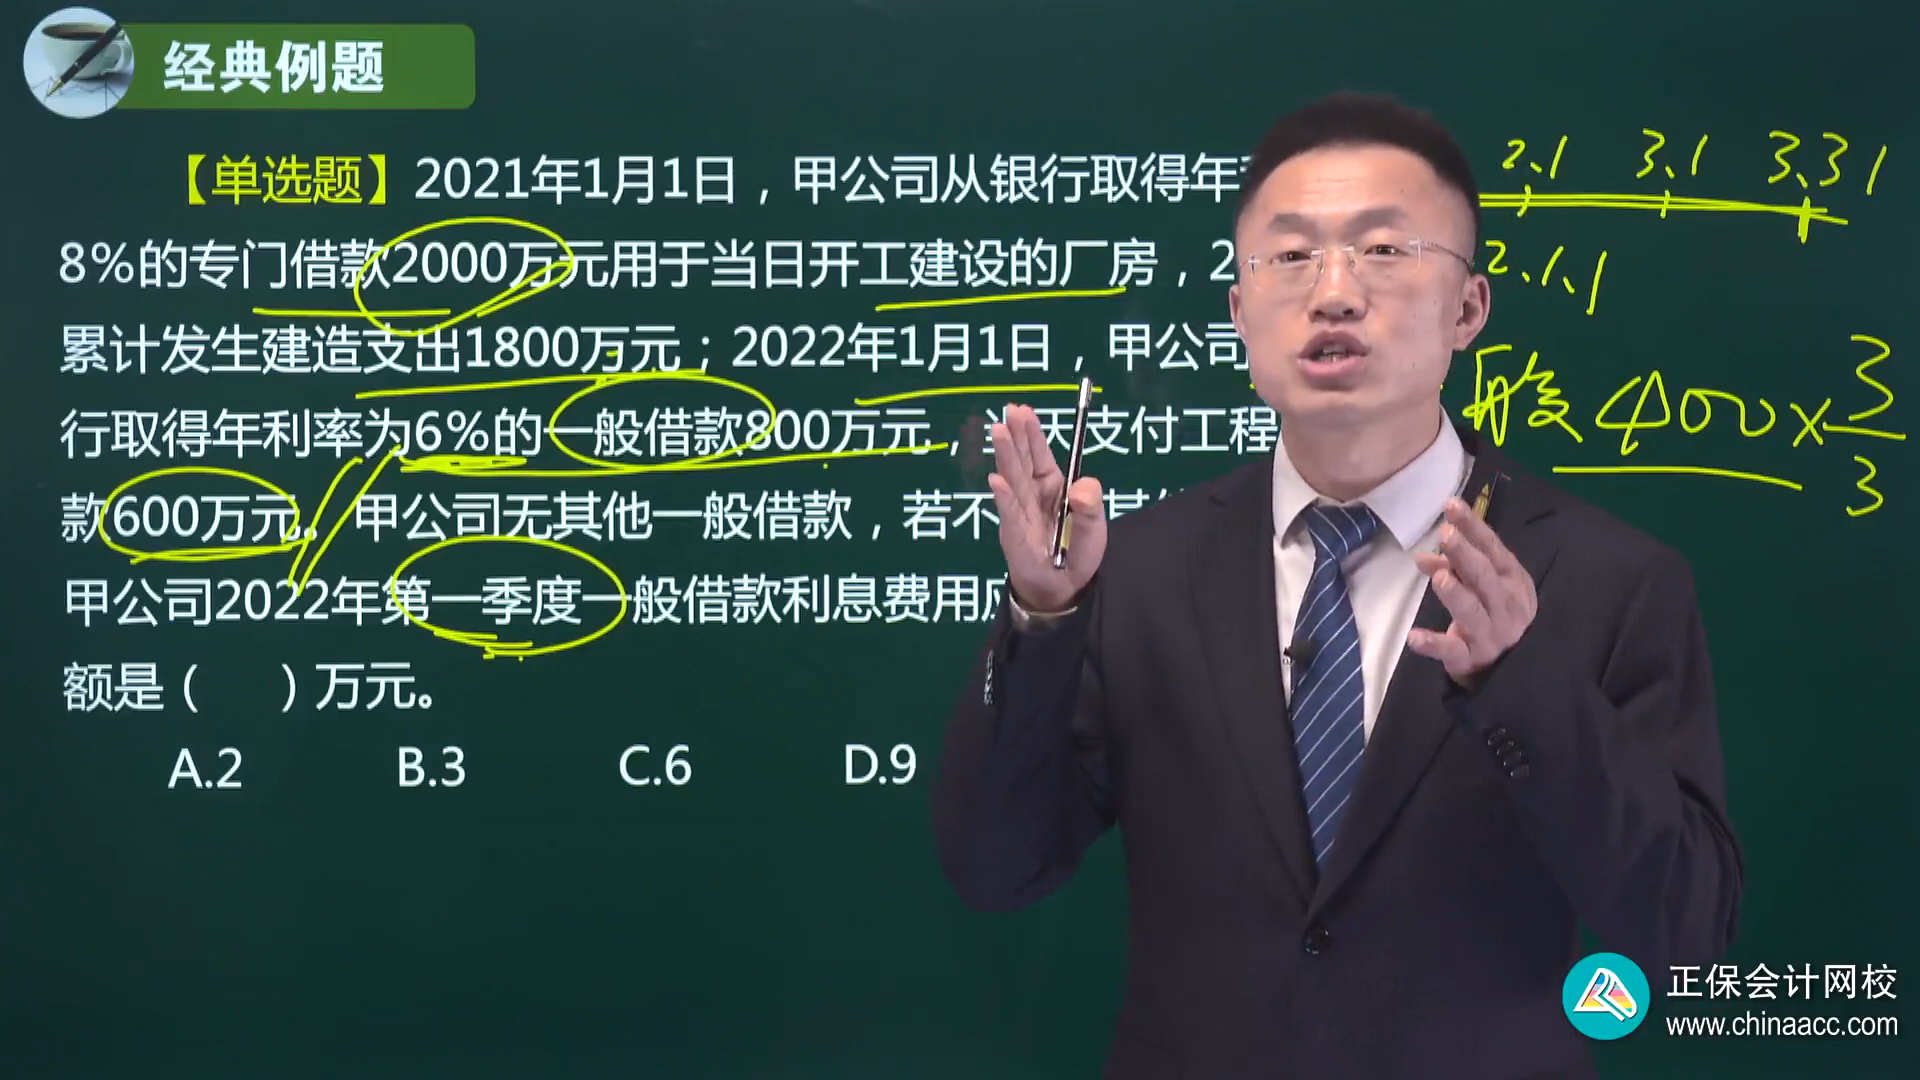 经典例题
【单选题】2021年1月1日，甲公司从银行取得年
8%的专门借款2000万元用于当日开工建设的厂房，2
累计发生建造支出1800万元；2022年1月1日，甲公司
行取得年利率为6%的一般借款800万元，当天支付工程
款600万元。甲公司无其他一般借款，若不
甲公司2022年第一季度一般借款利息费用应
额是（ ）万元。
A.2 B.3 C.6 D.9
2.1 3.1 3.31
2.1.1
般 400×3/3
正保会计网校
www.chinaacc.com